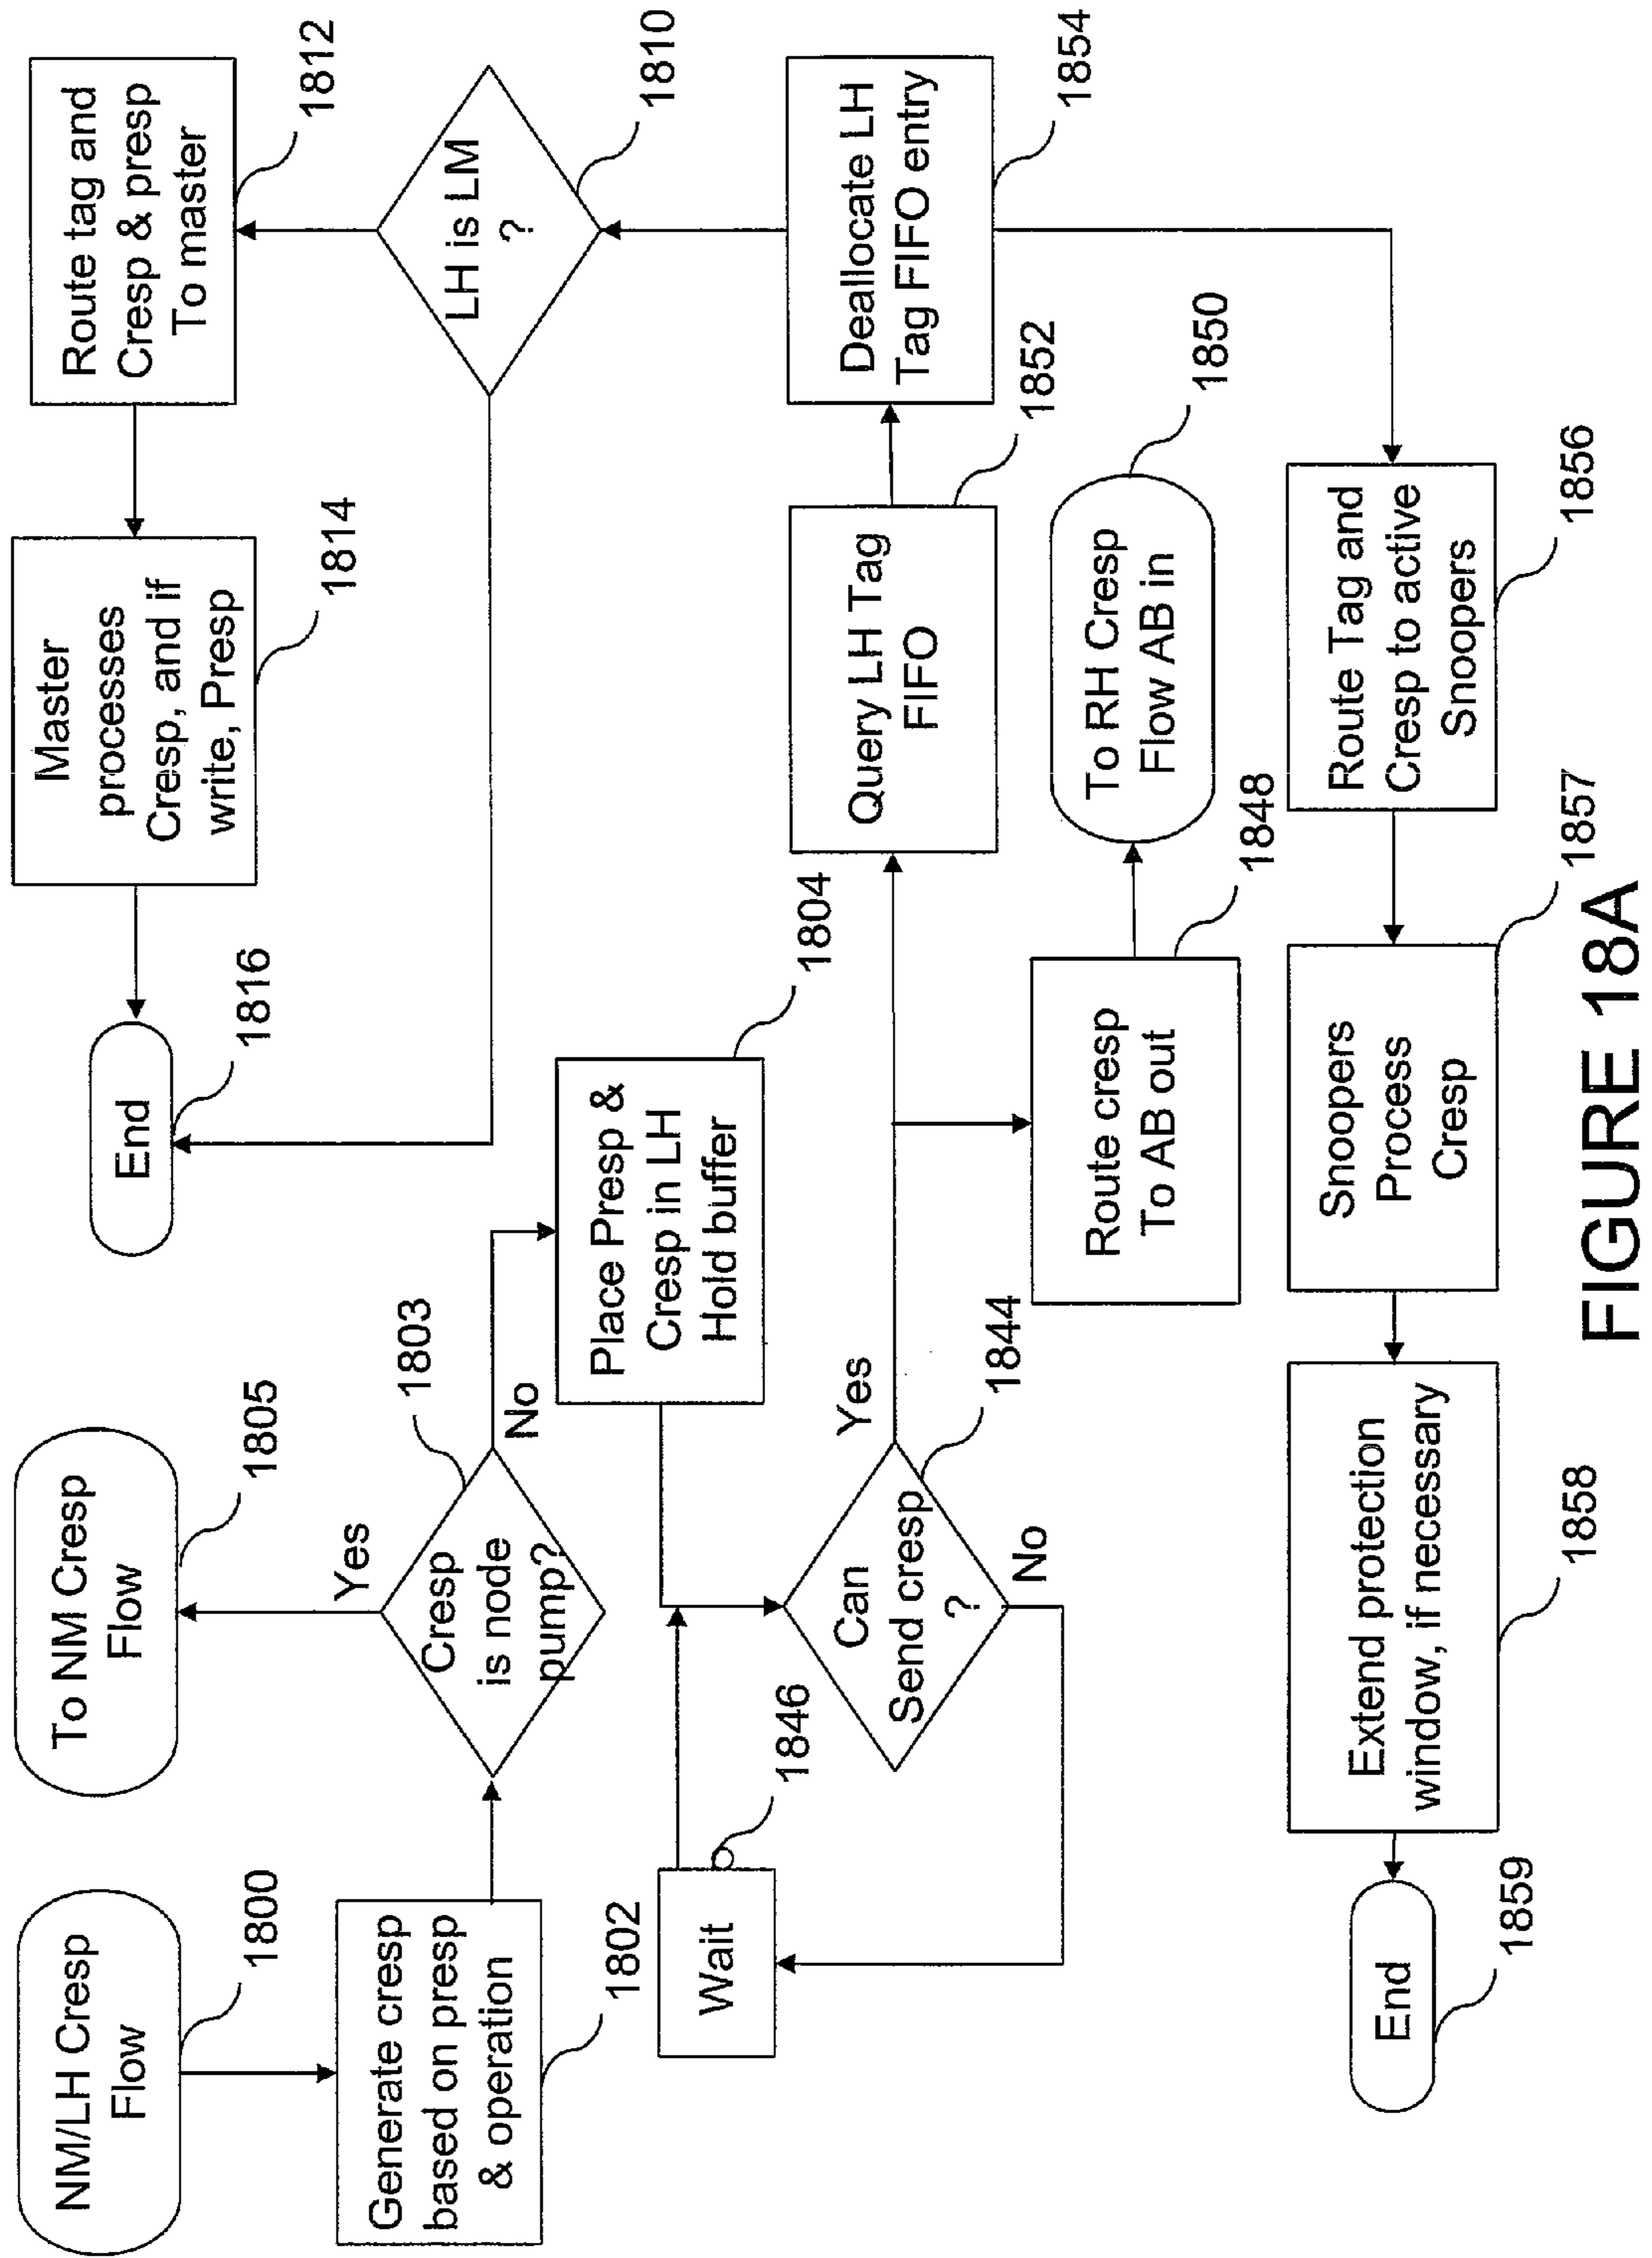 NM/LH Cresp
Flow
1800
Generate cresp
based on presp
& operation
1802
Cresp
is node
pump?
1803
Yes
No
To NM Cresp
Flow
1805
Place Presp &
Cresp in LH
Hold buffer
1804
Can
Send cresp
?
1844
Yes
No
Wait
1846
Route cresp
To AB out
1848
To RH Cresp
Flow AB in
1850
Query LH Tag
FIFO
1852
Deallocate LH
Tag FIFO entry
1854
LH is LM
?
1810
Route tag and
Cresp & presp
To master
1812
Master
processes
Cresp, and if
write, Presp
1814
End
1816
Route Tag and
Cresp to active
Snoopers
1856
Snoopers
Process
Cresp
1857
Extend protection
window, if necessary
1858
End
1859
FIGURE 18A